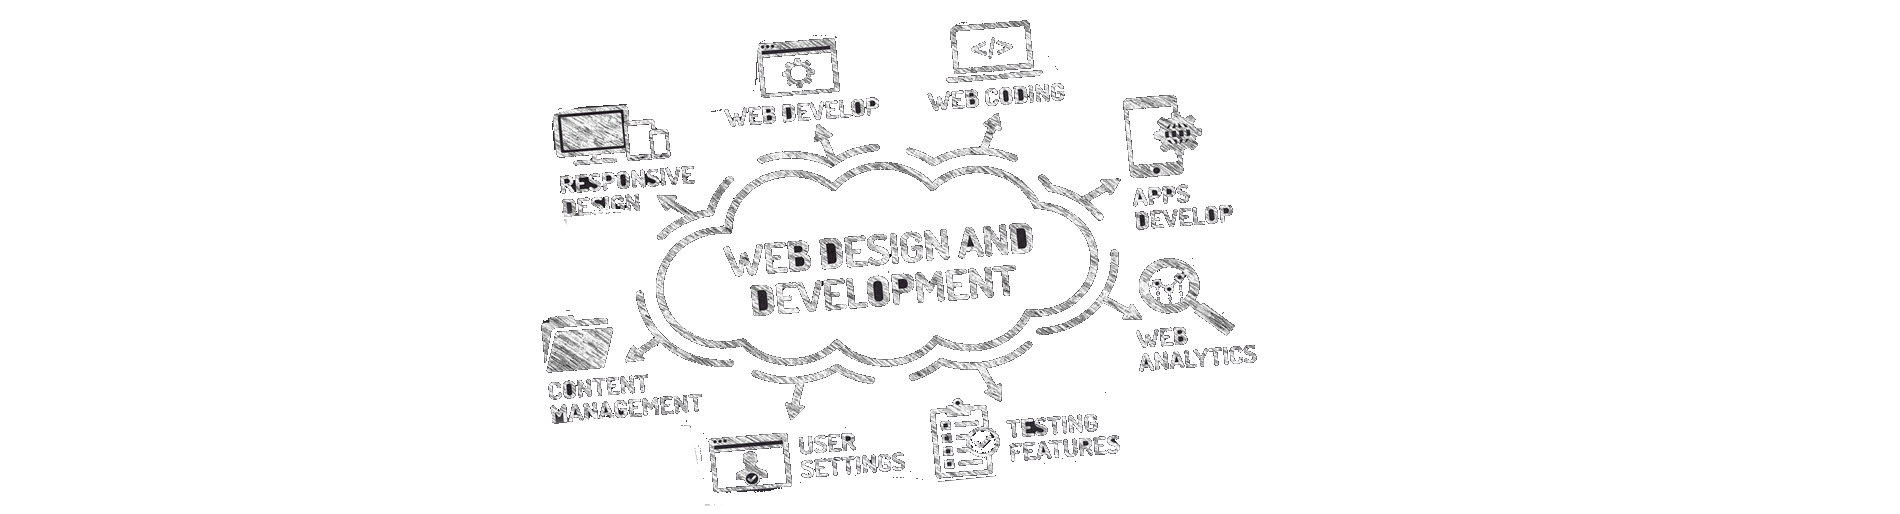 WEB DEVELOP
WEB CODING
</>
RESPONSIVE
DESIGN
APPS
DEVELOP
WEB DESIGN AND
DEVELOPMENT
WEB
ANALYTICS
CONTENT
MANAGEMENT
USER
SETTINGS
TESTING
FEATURES